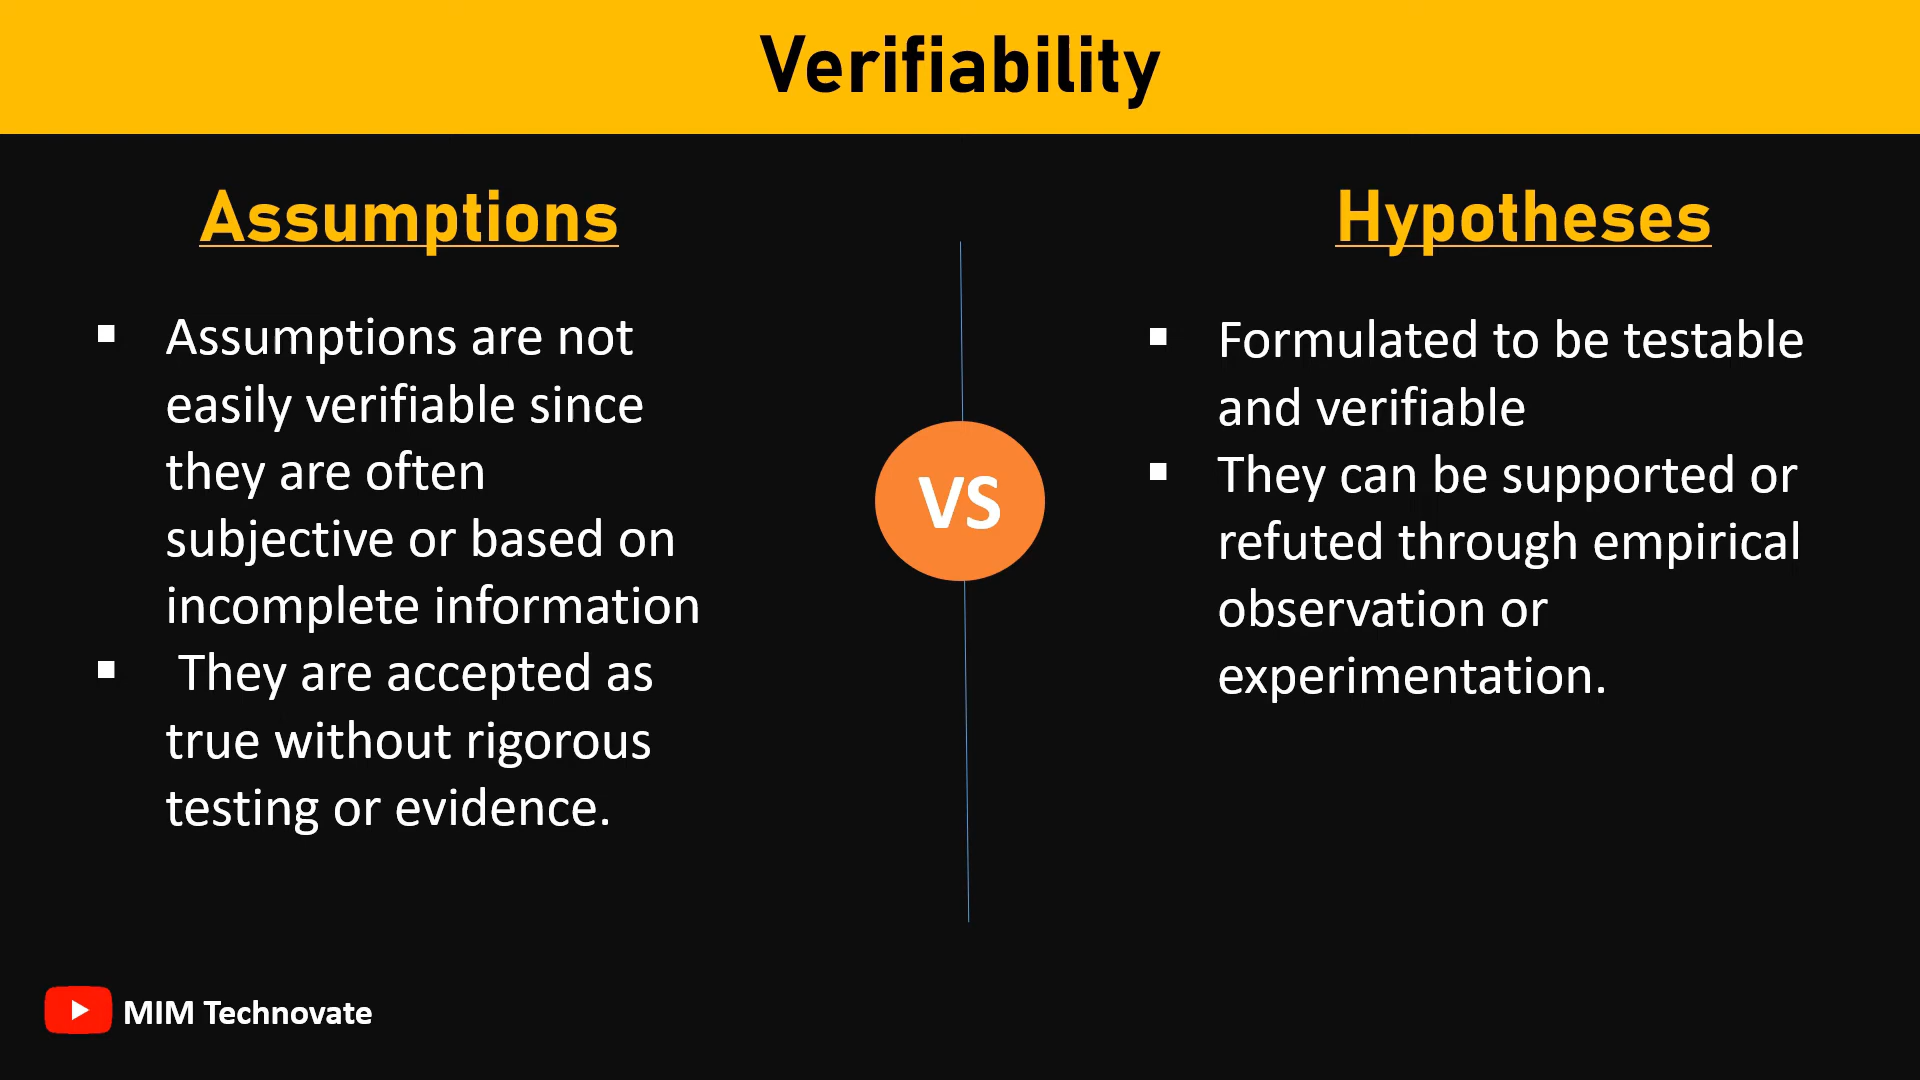 Verifiability
Assumptions
▪ Assumptions are not
easily verifiable since
they are often
subjective or based on
incomplete information
▪ They are accepted as
true without rigorous
testing or evidence.
VS
Hypotheses
▪ Formulated to be testable
and verifiable
▪ They can be supported or
refuted through empirical
observation or
experimentation.
MIM Technovate